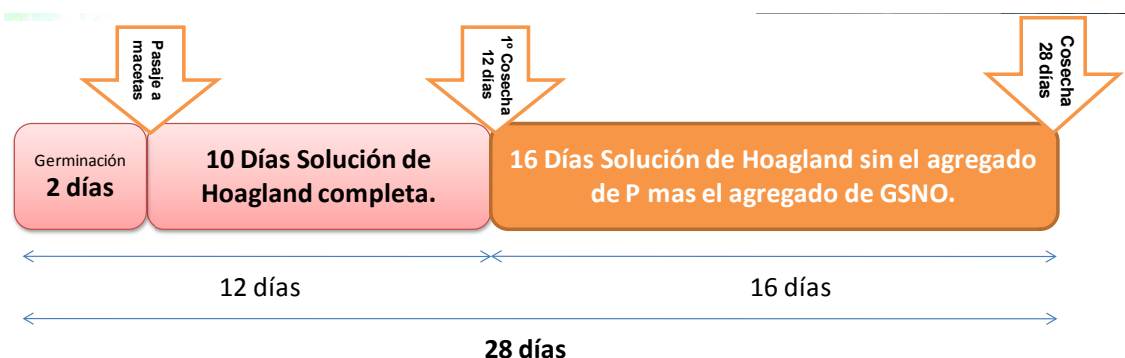 Pasaje a
macetas
1º Cosecha
12 días
Cosecha
28 días
Germinación
2 días
10 Días Solución de
Hoagland completa.
16 Días Solución de Hoagland sin el agregado
de P mas el agregado de GSNO.
12 días
16 días
28 días